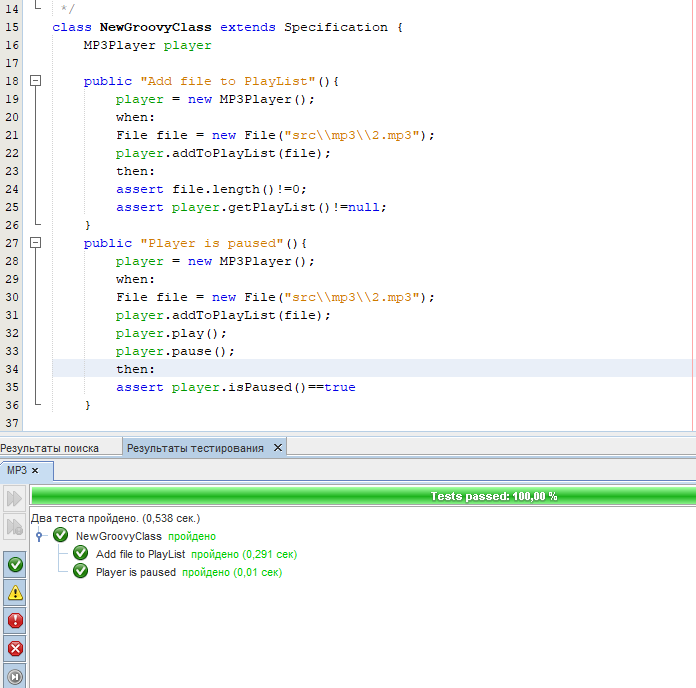 14 */
15 class NewGroovyClass extends Specification {
16 MP3Player player
17
18 public "Add file to PlayList"(){
19 player = new MP3Player();
20 when:
21 File file = new File("src\\mp3\\2.mp3");
22 player.addToPlayList(file);
23 then:
24 assert file.length()!=0;
25 assert player.getPlayList()!=null;
26 }
27 public "Player is paused"(){
28 player = new MP3Player();
29 when:
30 File file = new File("src\\mp3\\2.mp3");
31 player.addToPlayList(file);
32 player.play();
33 player.pause();
34 then:
35 assert player.isPaused()==true
36 }
37
Результаты поиска Результаты тестирования
MP3
Tests passed: 100,00 %
Два теста пройдено. (0,538 сек.)
NewGroovyClass пройдено
Add file to PlayList пройдено (0,291 сек)
Player is paused пройдено (0,01 сек)